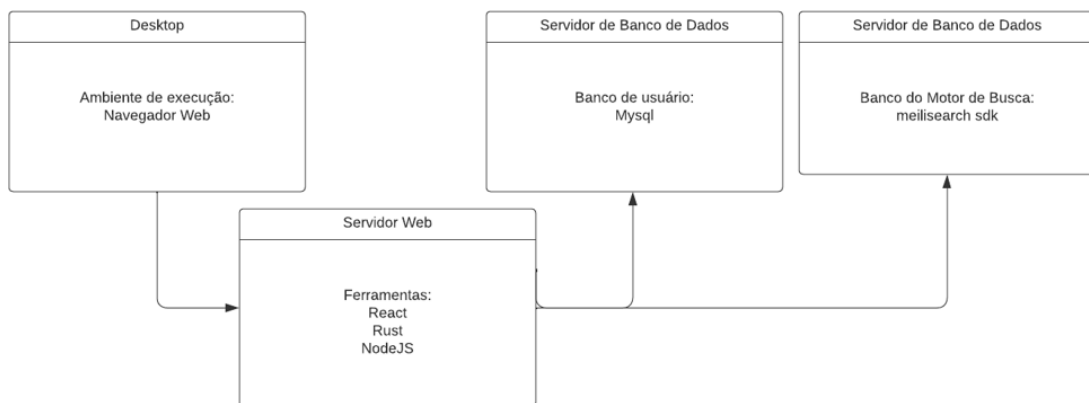 Desktop
Ambiente de execução:
Navegador Web
Servidor de Banco de Dados
Banco de usuário:
Mysql
Servidor de Banco de Dados
Banco do Motor de Busca:
meilisearch sdk
Servidor Web
Ferramentas:
React
Rust
NodeJS